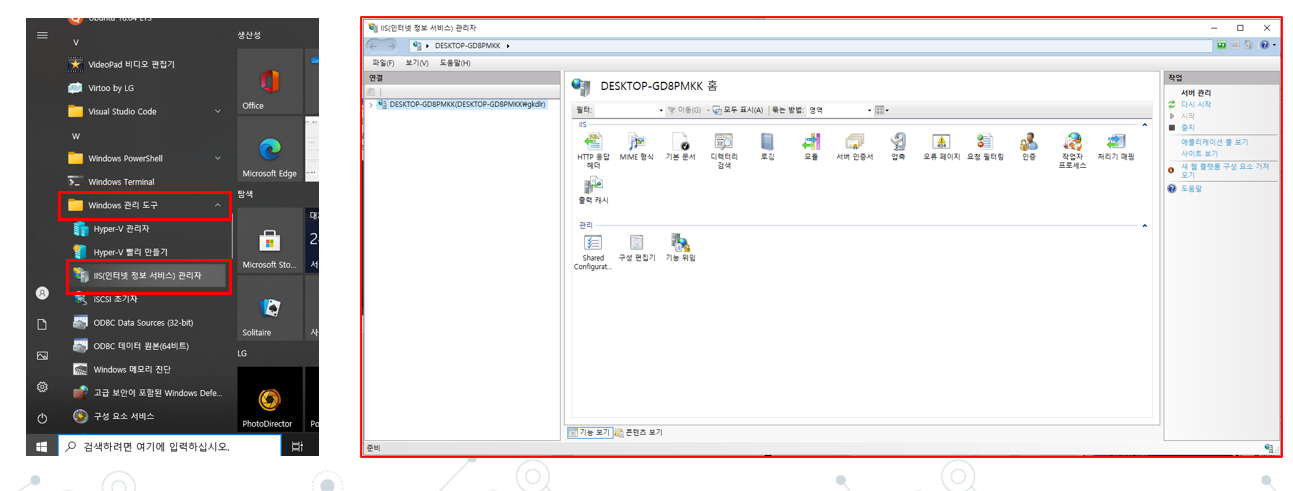 Ubuntu 18.04 LTS
V
VideoPad 비디오 편집기
Virtoo by LG
Visual Studio Code
W
Windows PowerShell
Windows Terminal
Windows 관리 도구
Hyper-V 관리자
Hyper-V 빨리 만들기
IIS(인터넷 정보 서비스) 관리자
iSCSI 초기자
ODBC Data Sources (32-bit)
ODBC 데이터 원본(64비트)
Windows 메모리 진단
고급 보안이 포함된 Windows Defe...
구성 요소 서비스
검색하려면 여기에 입력하십시오.
생산성
Office
Microsoft Edge
탐색
Microsoft Sto...
Solitaire
LG
PhotoDirector
Po
IIS(인터넷 정보 서비스) 관리자
DESKTOP-GD8PMKK
파일(F) 보기(V) 도움말(H)
연결
DESKTOP-GD8PMKK(DESKTOP-GD8PMKK₩gkdlr)
DESKTOP-GD8PMKK 홈
필터: 이동(G) 모두 표시(A) 묶는 방법: 영역
IIS
HTTP 응답 헤더
MIME 형식
기본 문서
디렉터리 검색
로깅
모듈
서버 인증서
압축
오류 페이지
요청 필터링
인증
작업자 프로세스
처리기 매핑
출력 캐시
관리
Shared Configurat...
구성 편집기
기능 위임
기능 보기
콘텐츠 보기
준비
작업
서버 관리
다시 시작
시작
중지
애플리케이션 풀 보기
사이트 보기
새 웹 플랫폼 구성 요소 가져
오기
도움말